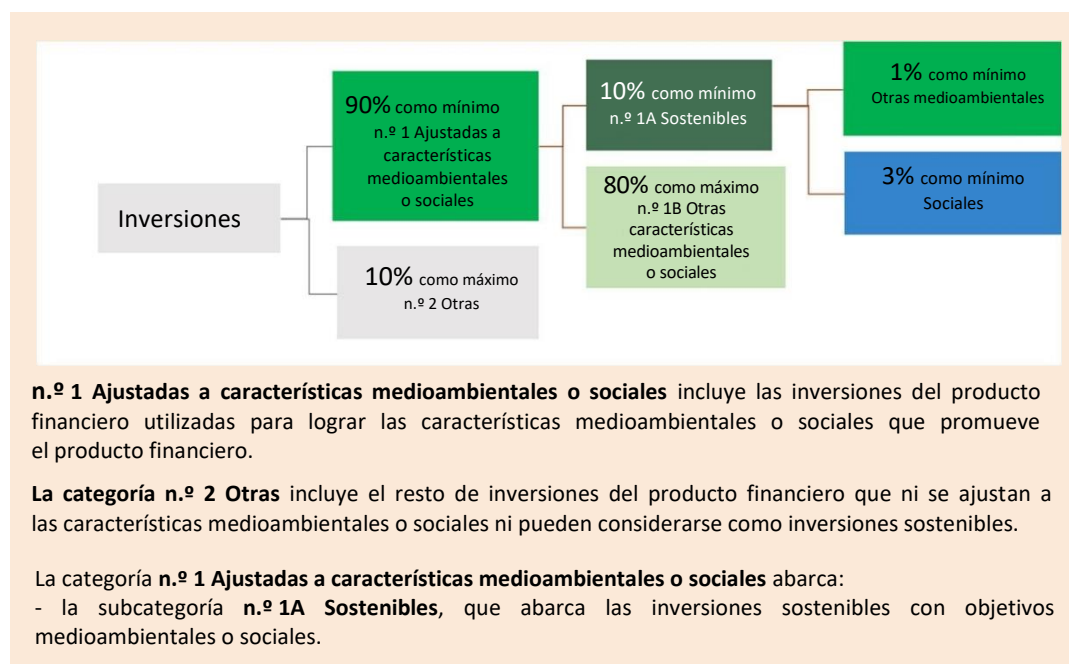 Inversiones
90% como mínimo
n.º 1 Ajustadas a
características
medioambientales
o sociales
10% como máximo
n.º 2 Otras
10% como mínimo
n.º 1A Sostenibles
80% como máximo
n.º 1B Otras
características
medioambientales
o sociales
1% como mínimo
Otras medioambientales
3% como mínimo
Sociales
n.º 1 Ajustadas a características medioambientales o sociales incluye las inversiones del producto
financiero utilizadas para lograr las características medioambientales o sociales que promueve
el producto financiero.
La categoría n.º 2 Otras incluye el resto de inversiones del producto financiero que ni se ajustan a
las características medioambientales o sociales ni pueden considerarse como inversiones sostenibles.
La categoría n.º 1 Ajustadas a características medioambientales o sociales abarca:
- la subcategoría n.º 1A Sostenibles, que abarca las inversiones sostenibles con objetivos
medioambientales o sociales.